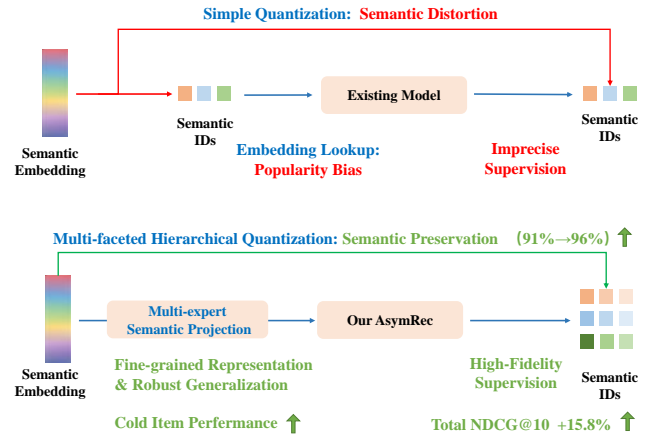 Simple Quantization: Semantic Distortion
Existing Model
Semantic
IDs
Semantic
IDs
Semantic
Embedding
Embedding Lookup:
Popularity Bias
Imprecise
Supervision
Multi-faceted Hierarchical Quantization: Semantic Preservation (91%→96%)
Multi-expert
Semantic Projection
Our AsymRec
Semantic
Embedding
Fine-grained Representation
& Robust Generalization
High-Fidelity
Supervision
Semantic
IDs
Cold Item Perfermance
Total NDCG@10 +15.8%